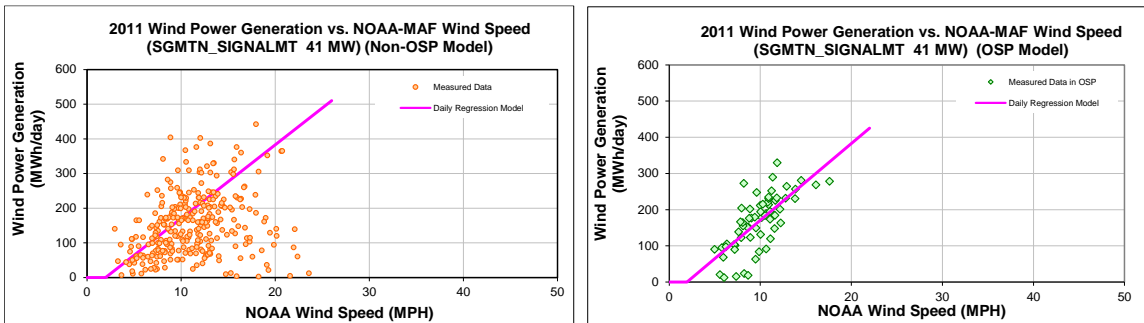 2011 Wind Power Generation vs. NOAA-MAF Wind Speed
(SGMTN_SIGNALMT 41 MW) (Non-OSP Model)
600
500
400
300
200
100
0
Wind Power Generation
(MWh/day)
Measured Data
Daily Regression Model
0
10
20
30
40
50
NOAA Wind Speed (MPH)
2011 Wind Power Generation vs. NOAA-MAF Wind Speed
(SGMTN_SIGNALMT 41 MW) (OSP Model)
600
500
400
300
200
100
0
Wind Power Generation
(MWh/day)
Measured Data in OSP
Daily Regression Model
0
10
20
30
40
50
NOAA Wind Speed (MPH)